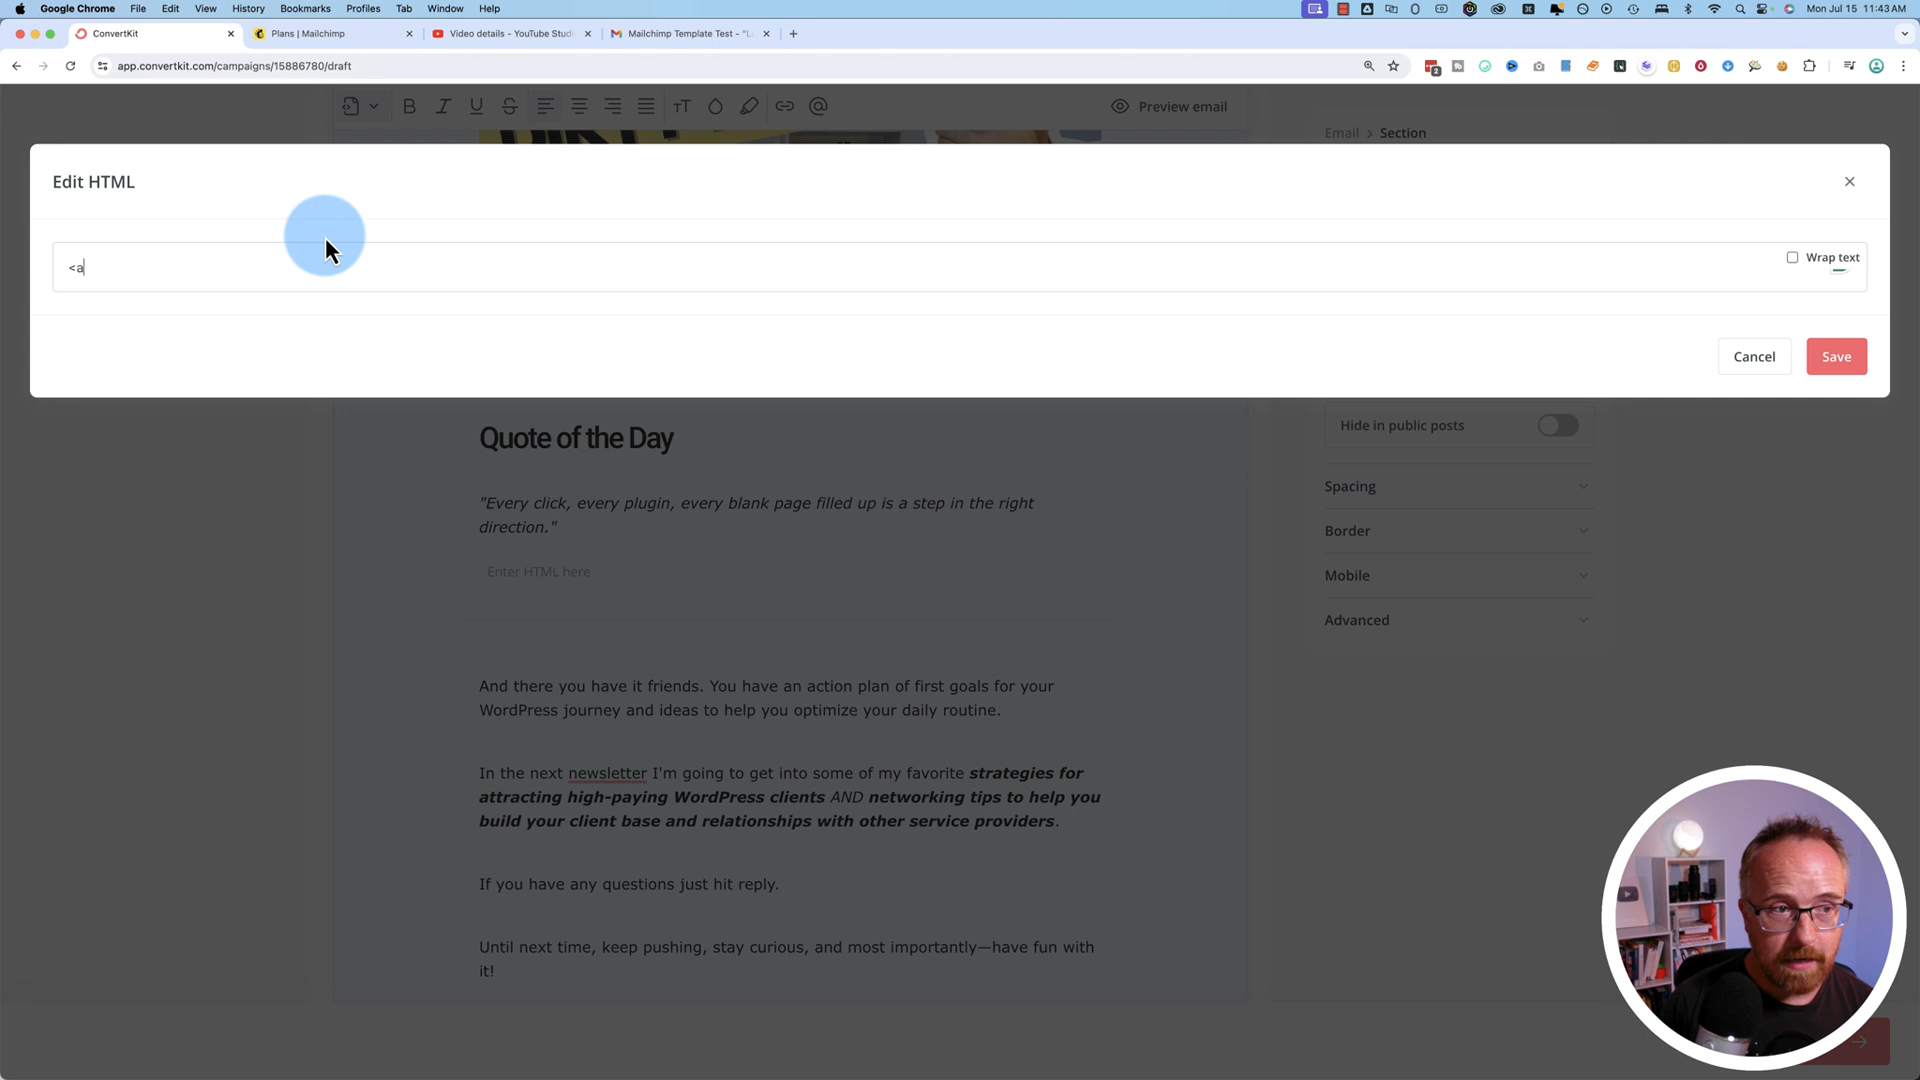 Google Chrome File Edit View History Bookmarks Profiles Tab Window Help Mon Jul 15 11:43 AM
ConvertKit Plans | Mailchimp Video details - YouTube Studi Mailchimp Template Test - "L
app.convertkit.com/campaigns/15886780/draft
2
B I U S TT Preview email
Email > Section
Edit HTML
<a
Wrap text
Cancel Save
Quote of the Day
Hide in public posts
"Every click, every plugin, every blank page filled up is a step in the right
direction."
Spacing
Border
Enter HTML here
Mobile
Advanced
And there you have it friends. You have an action plan of first goals for your
WordPress journey and ideas to help you optimize your daily routine.
In the next newsletter I'm going to get into some of my favorite strategies for
attracting high-paying WordPress clients AND networking tips to help you
build your client base and relationships with other service providers.
If you have any questions just hit reply.
Until next time, keep pushing, stay curious, and most importantly—have fun with
it!